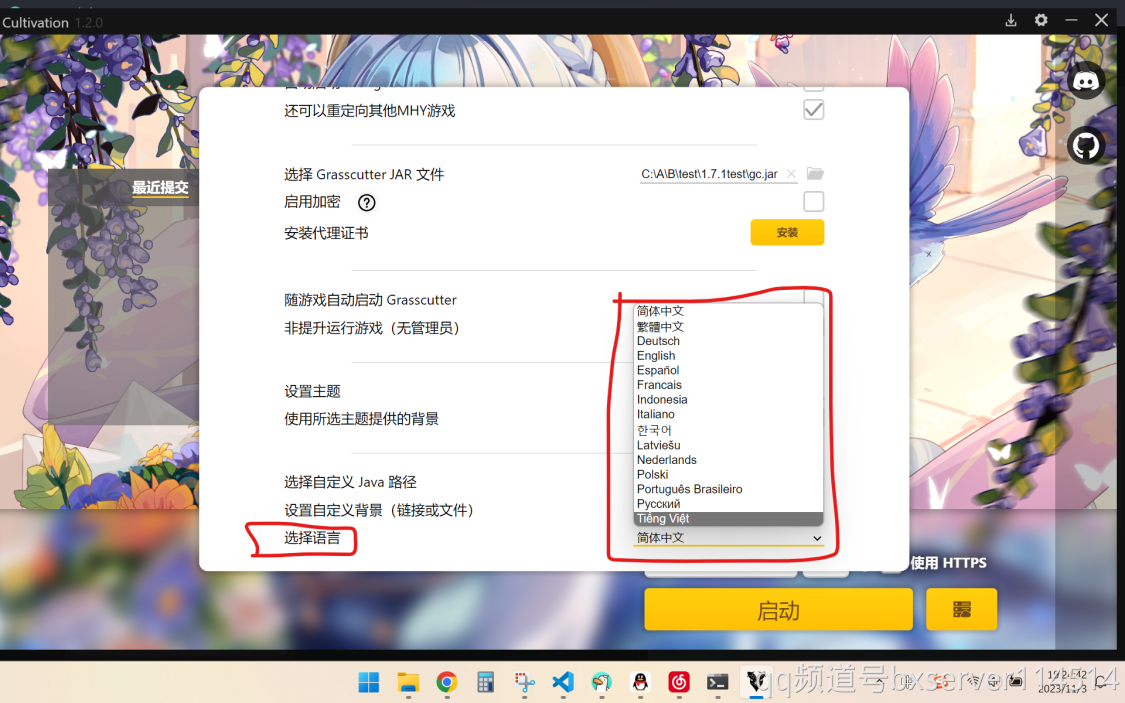 Cultivation 1.2.0
还可以重定向其他MHY游戏
最近提交
选择 Grasscutter JAR 文件
C:\A\B\test\1.7.1test\gc.jar
启用加密
安装代理证书
安装
随游戏自动启动 Grasscutter
非提升运行游戏（无管理员）
设置主题
使用所选主题提供的背景
选择自定义 Java 路径
设置自定义背景（链接或文件）
选择语言
简体中文
繁體中文
Deutsch
English
Español
Francais
Indonesia
Italiano
한국어
Latviešu
Nederlands
Polski
Português Brasileiro
Русский
Tiếng Việt
简体中文
使用 HTTPS
启动
2023/11/3
qq频道号bxserver114514